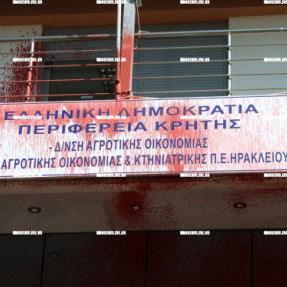 ΕΛΛΗΝΙΚΗ ΔΗΜΟΚΡΑΤΙΑ
ΠΕΡΙΦΕΡΕΙΑ ΚΡΗΤΗΣ
- Δ/ΝΣΗ ΑΓΡΟΤΙΚΗΣ ΟΙΚΟΝΟΜΙΑΣ
ΑΓΡΟΤΙΚΗΣ ΟΙΚΟΝΟΜΙΑΣ & ΚΤΗΝΙΑΤΡΙΚΗΣ Π.Ε.ΗΡΑΚΛΕΙΟΥ